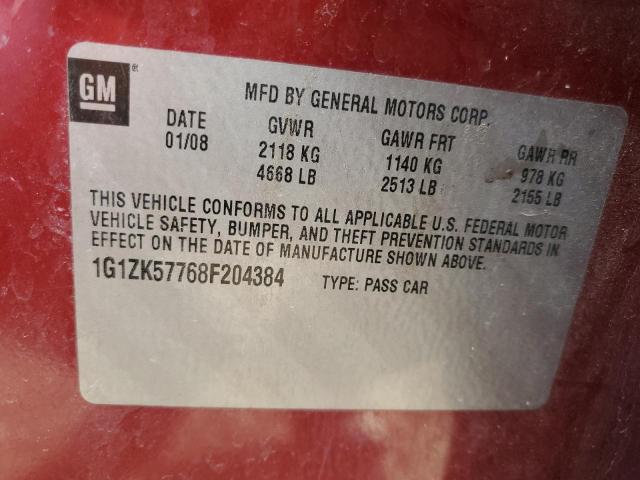 GM®
MFD BY GENERAL MOTORS CORP.
DATE GVWR GAWR FRT GAWR RR
01/08 2118 KG 1140 KG 978 KG
4668 LB 2513 LB 2155 LB
THIS VEHICLE CONFORMS TO ALL APPLICABLE U.S. FEDERAL MOTOR
VEHICLE SAFETY, BUMPER, AND THEFT PREVENTION STANDARDS IN
EFFECT ON THE DATE OF MANUFACTURE SHOWN ABOVE.
1G1ZK57768F204384 TYPE: PASS CAR